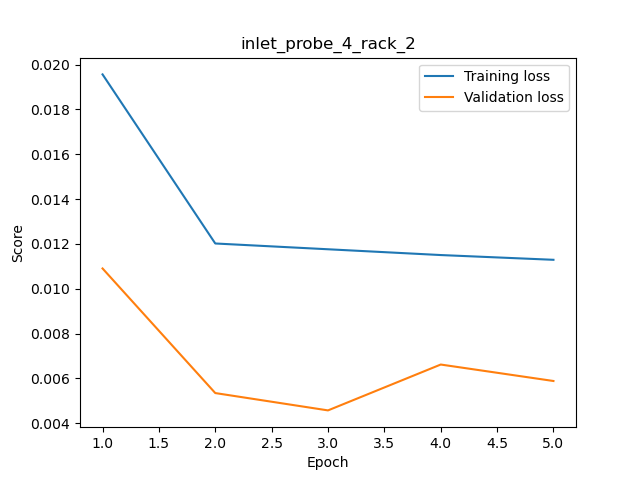 inlet_probe_4_rack_2
Training loss
Validation loss
0.020
0.018
0.016
0.014
0.012
0.010
0.008
0.006
0.004
Score
1.0 1.5 2.0 2.5 3.0 3.5 4.0 4.5 5.0
Epoch